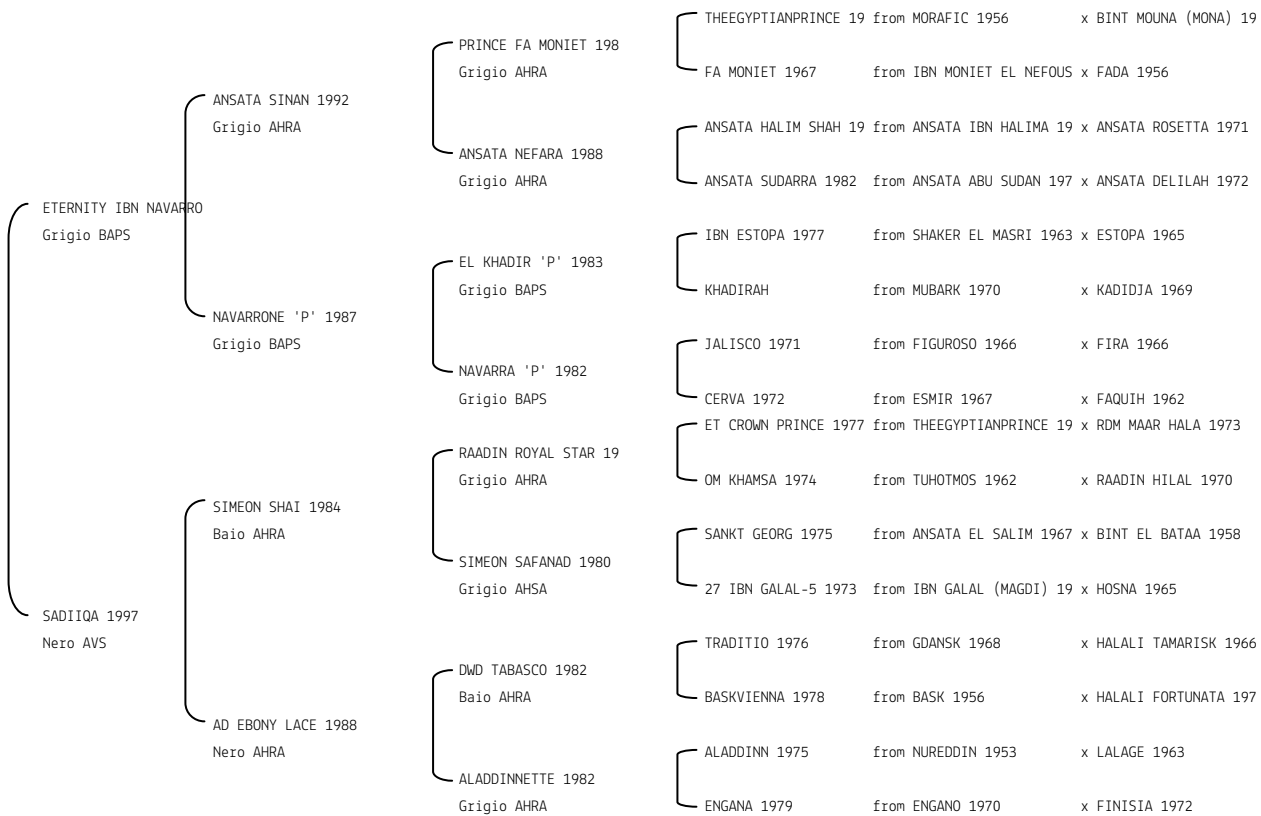 THEEGYPTIANPRINCE 19 from MORAFIC 1956 x BINT MOUNA (MONA) 19
PRINCE FA MONIET 198
Grigio AHRA
FA MONIET 1967 from IBN MONIET EL NEFOUS x FADA 1956
ANSATA SINAN 1992
Grigio AHRA
ANSATA HALIM SHAH 19 from ANSATA IBN HALIMA 19 x ANSATA ROSETTA 1971
ANSATA NEFARA 1988
Grigio AHRA
ANSATA SUDARRA 1982 from ANSATA ABU SUDAN 197 x ANSATA DELILAH 1972
ETERNITY IBN NAVARRO
Grigio BAPS
IBN ESTOPA 1977 from SHAKER EL MASRI 1963 x ESTOPA 1965
EL KHADIR 'P' 1983
Grigio BAPS
KHADIRAH from MUBARK 1970 x KADIDJA 1969
NAVARRONE 'P' 1987
Grigio BAPS
JALISCO 1971 from FIGUROSO 1966 x FIRA 1966
NAVARRA 'P' 1982
Grigio BAPS
CERVA 1972 from ESMIR 1967 x FAQUIH 1962
ET CROWN PRINCE 1977 from THEEGYPTIANPRINCE 19 x RDM MAAR HALA 1973
RAADIN ROYAL STAR 19
Grigio AHRA
OM KHAMSA 1974 from TUHOTMOS 1962 x RAADIN HILAL 1970
SIMEON SHAI 1984
Baio AHRA
SANKT GEORG 1975 from ANSATA EL SALIM 1967 x BINT EL BATAA 1958
SIMEON SAFANAD 1980
Grigio AHSA
27 IBN GALAL-5 1973 from IBN GALAL (MAGDI) 19 x HOSNA 1965
SADIIQA 1997
Nero AVS
TRADITIO 1976 from GDANSK 1968 x HALALI TAMARISK 1966
DWD TABASCO 1982
Baio AHRA
BASKVIENNA 1978 from BASK 1956 x HALALI FORTUNATA 197
AD EBONY LACE 1988
Nero AHRA
ALADDINN 1975 from NUREDDIN 1953 x LALAGE 1963
ALADDINNETTE 1982
Grigio AHRA
ENGANA 1979 from ENGANO 1970 x FINISIA 1972